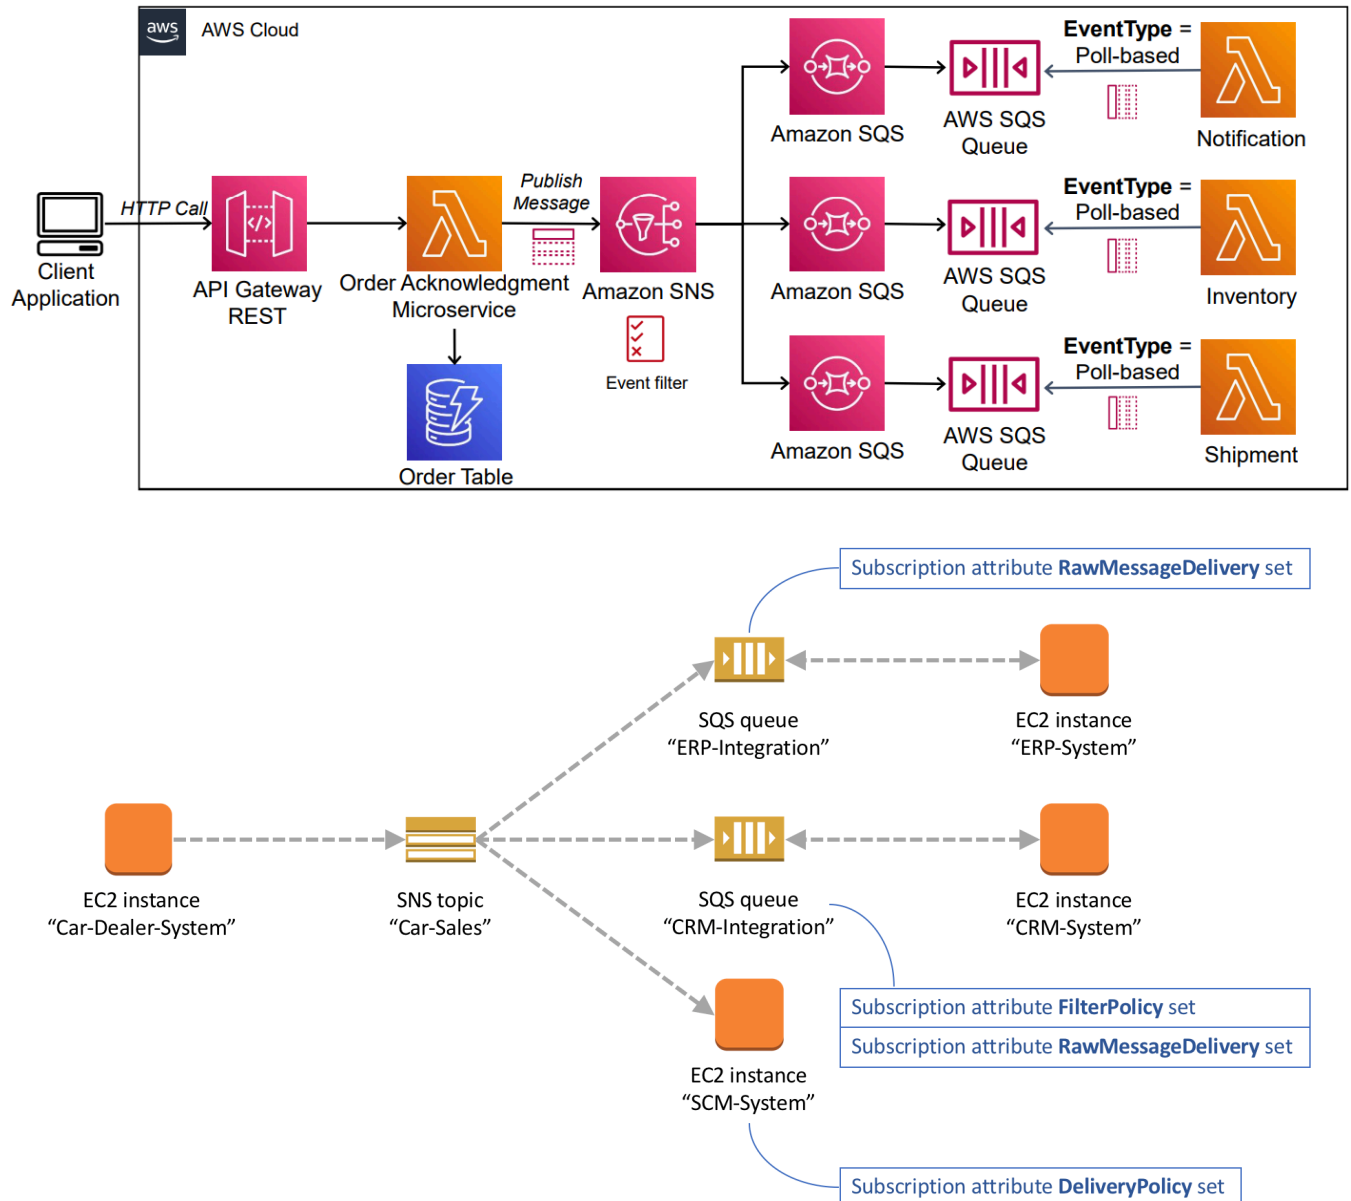 aws
AWS Cloud
EventType =
Poll-based
Amazon SQS
AWS SQS
Queue
Notification
HTTP Call
Publish
Message
EventType =
Poll-based
Client
Application
API Gateway
REST
Order Acknowledgment
Microservice
Amazon SNS
Amazon SQS
AWS SQS
Queue
Inventory
Event filter
EventType =
Poll-based
Order Table
Amazon SQS
AWS SQS
Queue
Shipment
Subscription attribute RawMessageDelivery set
SQS queue
“ERP-Integration”
EC2 instance
“ERP-System”
EC2 instance
“Car-Dealer-System”
SNS topic
“Car-Sales”
SQS queue
“CRM-Integration”
EC2 instance
“CRM-System”
Subscription attribute FilterPolicy set
Subscription attribute RawMessageDelivery set
EC2 instance
“SCM-System”
Subscription attribute DeliveryPolicy set